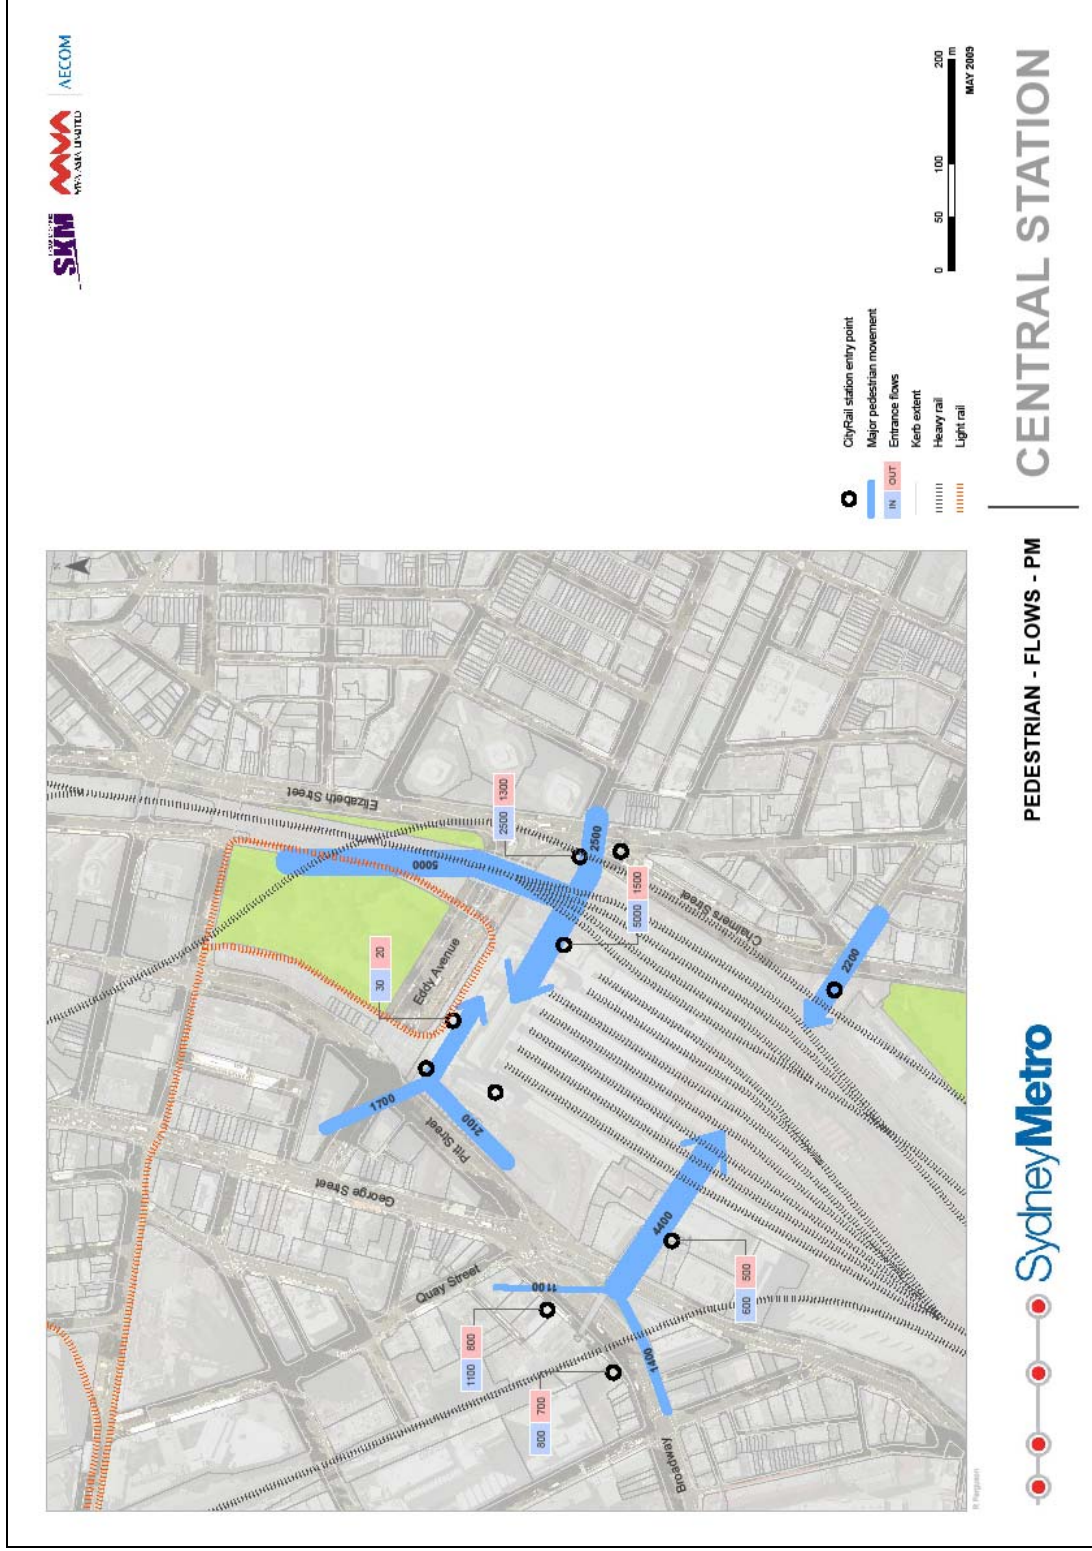 SKM
MVA ASIA LIMITED
AECOM
N
Elizabeth Street
5000
2500 1300
2500
5000 1500
Chalmers Street
2200
30 20
Eddy Avenue
1700
2100
Pitt Street
George Street
Quay Street
1100
4400
600 500
1100 800
800 700
1400
Broadway
R Ferguson
CityRail station entry point
Major pedestrian movement
IN OUT Entrance flows
Kerb extent
Heavy rail
Light rail
0 50 100 200
m
MAY 2009
SydneyMetro
PEDESTRIAN - FLOWS - PM
CENTRAL STATION